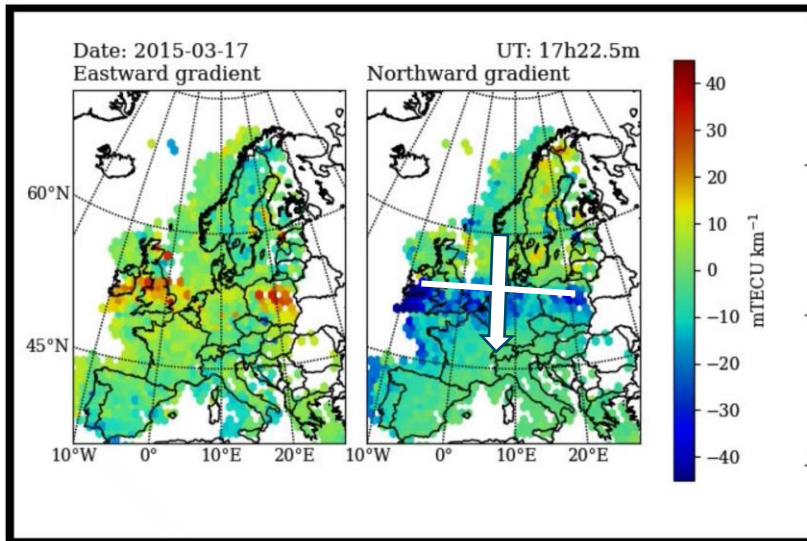 Date: 2015-03-17
UT: 17h22.5m
Eastward gradient
Northward gradient
60°N
45°N
10°W
0°
10°E
20°E
10°W
0°
10°E
20°E
40
30
20
10
0
−10
−20
−30
−40
mTECU km⁻¹